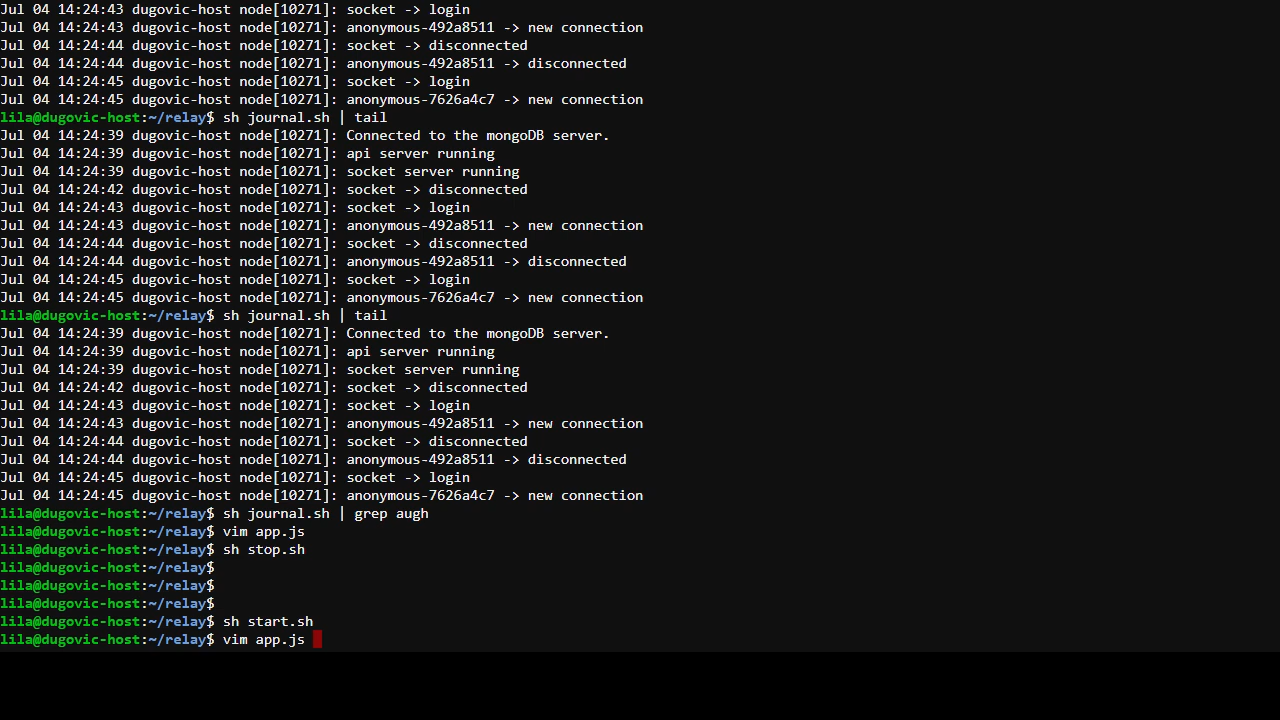 Jul 04 14:24:43 dugovic-host node[10271]: socket -> login
Jul 04 14:24:43 dugovic-host node[10271]: anonymous-492a8511 -> new connection
Jul 04 14:24:44 dugovic-host node[10271]: socket -> disconnected
Jul 04 14:24:44 dugovic-host node[10271]: anonymous-492a8511 -> disconnected
Jul 04 14:24:45 dugovic-host node[10271]: socket -> login
Jul 04 14:24:45 dugovic-host node[10271]: anonymous-7626a4c7 -> new connection
lila@dugovic-host:~/relay$ sh journal.sh | tail
Jul 04 14:24:39 dugovic-host node[10271]: Connected to the mongoDB server.
Jul 04 14:24:39 dugovic-host node[10271]: api server running
Jul 04 14:24:39 dugovic-host node[10271]: socket server running
Jul 04 14:24:42 dugovic-host node[10271]: socket -> disconnected
Jul 04 14:24:43 dugovic-host node[10271]: socket -> login
Jul 04 14:24:43 dugovic-host node[10271]: anonymous-492a8511 -> new connection
Jul 04 14:24:44 dugovic-host node[10271]: socket -> disconnected
Jul 04 14:24:44 dugovic-host node[10271]: anonymous-492a8511 -> disconnected
Jul 04 14:24:45 dugovic-host node[10271]: socket -> login
Jul 04 14:24:45 dugovic-host node[10271]: anonymous-7626a4c7 -> new connection
lila@dugovic-host:~/relay$ sh journal.sh | tail
Jul 04 14:24:39 dugovic-host node[10271]: Connected to the mongoDB server.
Jul 04 14:24:39 dugovic-host node[10271]: api server running
Jul 04 14:24:39 dugovic-host node[10271]: socket server running
Jul 04 14:24:42 dugovic-host node[10271]: socket -> disconnected
Jul 04 14:24:43 dugovic-host node[10271]: socket -> login
Jul 04 14:24:43 dugovic-host node[10271]: anonymous-492a8511 -> new connection
Jul 04 14:24:44 dugovic-host node[10271]: socket -> disconnected
Jul 04 14:24:44 dugovic-host node[10271]: anonymous-492a8511 -> disconnected
Jul 04 14:24:45 dugovic-host node[10271]: socket -> login
Jul 04 14:24:45 dugovic-host node[10271]: anonymous-7626a4c7 -> new connection
lila@dugovic-host:~/relay$ sh journal.sh | grep augh
lila@dugovic-host:~/relay$ vim app.js
lila@dugovic-host:~/relay$ sh stop.sh
lila@dugovic-host:~/relay$
lila@dugovic-host:~/relay$
lila@dugovic-host:~/relay$
lila@dugovic-host:~/relay$ sh start.sh
lila@dugovic-host:~/relay$ vim app.js